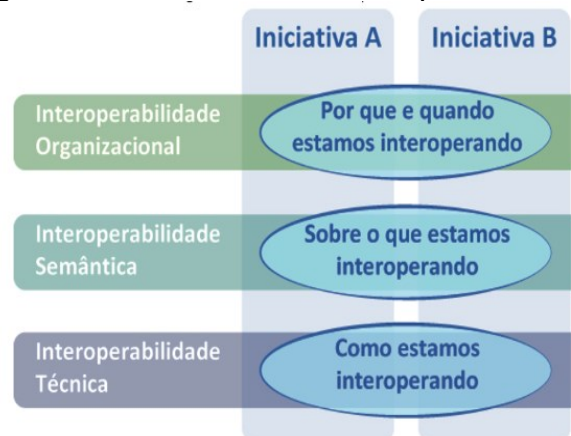 Iniciativa A
Iniciativa B
Interoperabilidade
Organizacional
Por que e quando
estamos interoperando
Interoperabilidade
Semântica
Sobre o que estamos
interoperando
Interoperabilidade
Técnica
Como estamos
interoperando